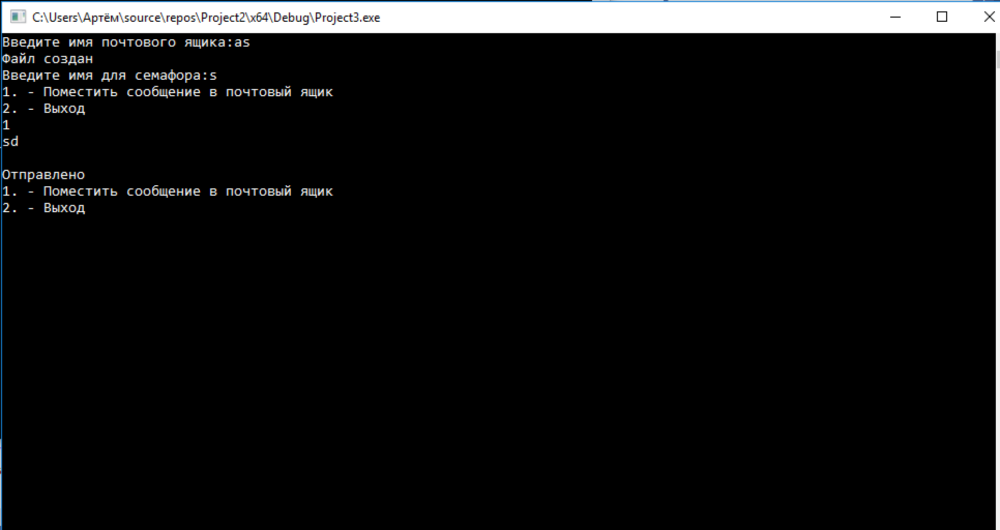 C:\Users\Артём\source\repos\Project2\x64\Debug\Project3.exe
Введите имя почтового ящика:as
Файл создан
Введите имя для семафора:s
1. - Поместить сообщение в почтовый ящик
2. - Выход
1
sd
Отправлено
1. - Поместить сообщение в почтовый ящик
2. - Выход